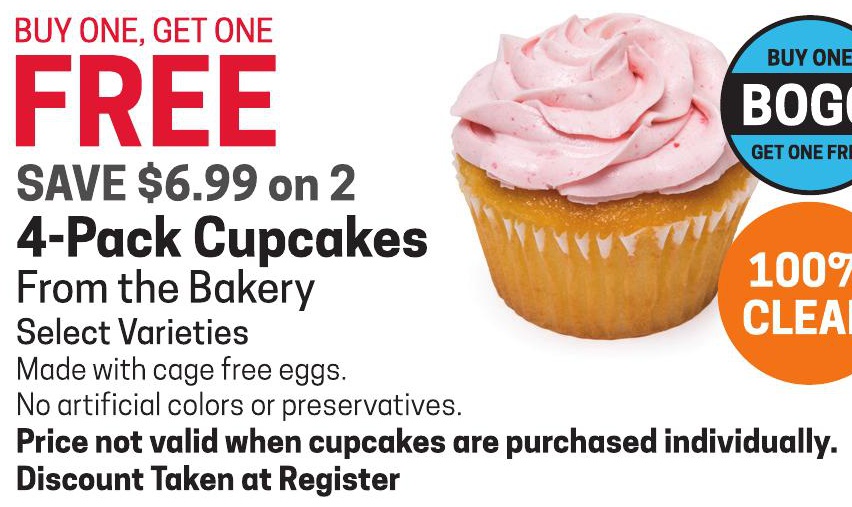 BUY ONE, GET ONE
FREE
SAVE $6.99 on 2
4-Pack Cupcakes
From the Bakery
Select Varieties
Made with cage free eggs.
No artificial colors or preservatives.
Price not valid when cupcakes are purchased individually.
Discount Taken at Register
BUY ONE
BOG
GET ONE
100%